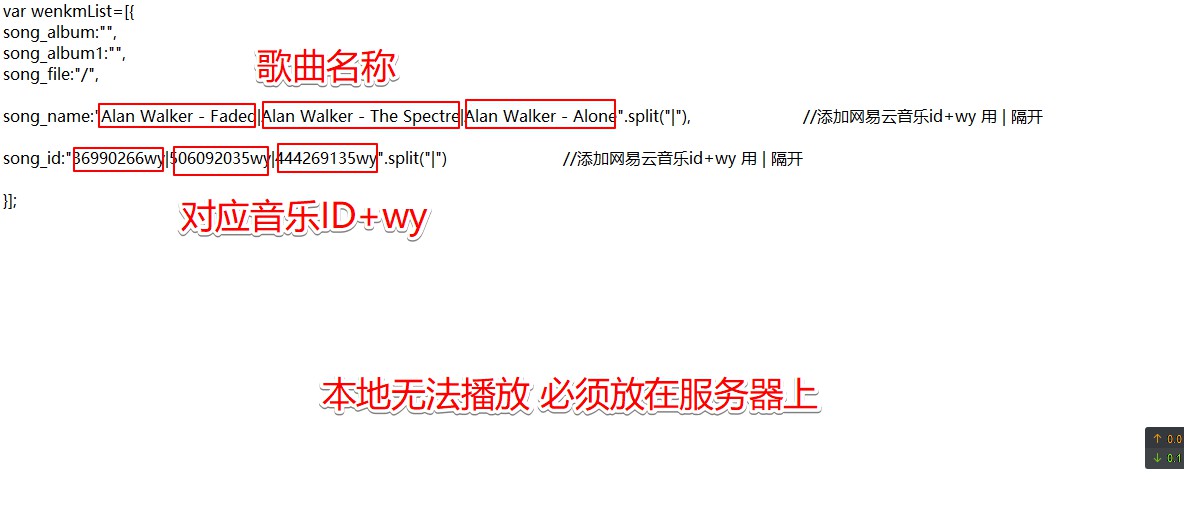 var wenkmList=[{
song_album:"",
song_album1:"",
song_file:"/",
歌曲名称
song_name:"Alan Walker - Faded|Alan Walker - The Spectre|Alan Walker - Alone".split("|"), //添加网易云音乐id+wy 用 | 隔开
song_id:"36990266wy|506092035wy|444269135wy".split("|") //添加网易云音乐id+wy 用 | 隔开
}];
对应音乐ID+wy
本地无法播放 必须放在服务器上
↑ 0.0
↓ 0.1